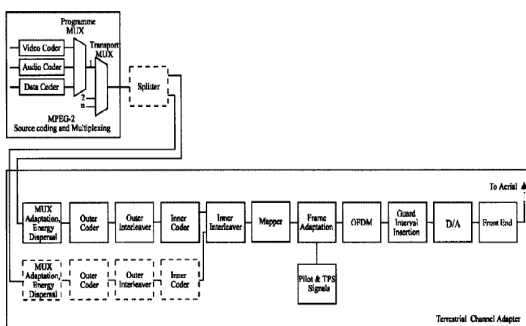 Programme
MUX
Video Coder
Transport
MUX
1
Audio Coder
Data Coder
2
n
Splitter
MPEG-2
Source coding and Multiplexing
To Aerial
MUX
Adaptation,
Energy
Dispersal
Outer
Coder
Outer
Interleaver
Inner
Coder
Inner
Interleaver
Mapper
Frame
Adaptation
OFDM
Guard
Interval
Insertion
D/A
Front End
MUX
Adaptation,
Energy
Dispersal
Outer
Coder
Outer
Interleaver
Inner
Coder
Pilot & TPS
Signals
Terrestrial Channel Adapter